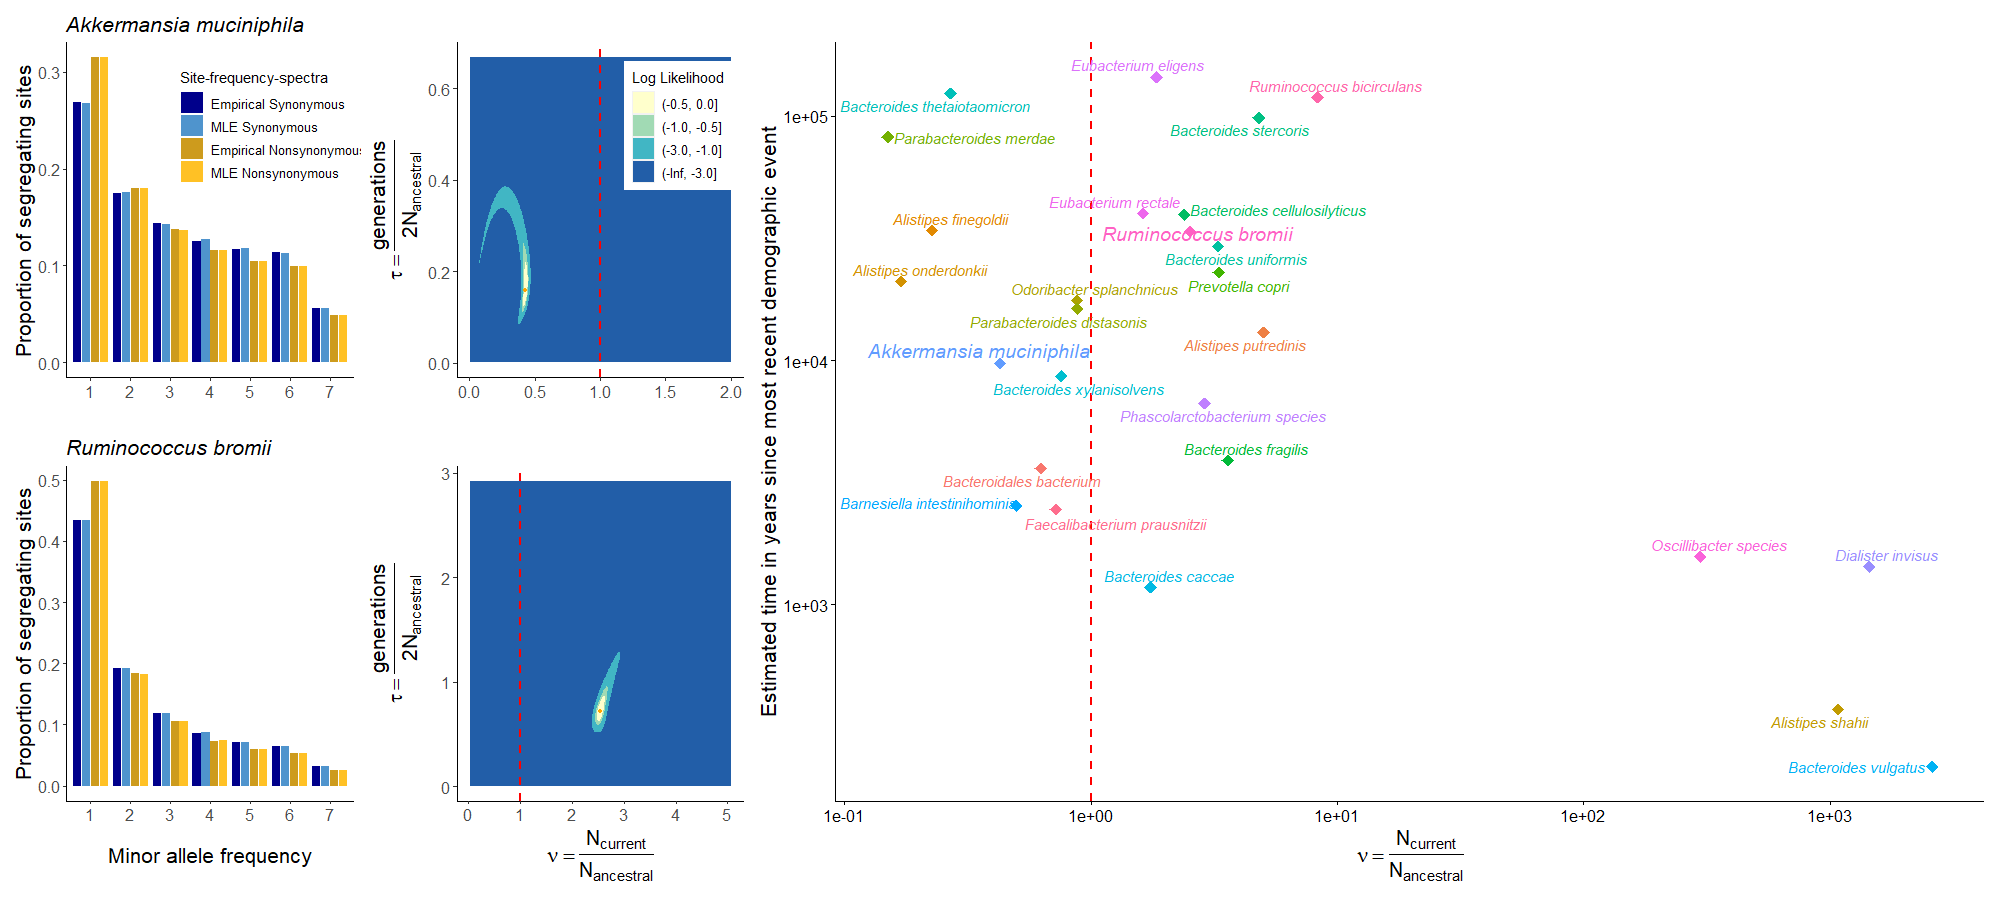 Akkermansia muciniphila
Proportion of segregating sites
0.3
0.2
0.1
0.0
1 2 3 4 5 6 7
Site-frequency-spectra
Empirical Synonymous
MLE Synonymous
Empirical Nonsynonymous
MLE Nonsynonymous
τ = generations
2Nancestral
0.6
0.4
0.2
0.0
0.0 0.5 1.0 1.5 2.0
Log Likelihood
(-0.5, 0.0]
(-1.0, -0.5]
(-3.0, -1.0]
(-Inf, -3.0]
Ruminococcus bromii
Proportion of segregating sites
0.5
0.4
0.3
0.2
0.1
0.0
1 2 3 4 5 6 7
Minor allele frequency
τ = generations
2Nancestral
3
2
1
0
0 1 2 3 4 5
ν = Ncurrent
Nancestral
Estimated time in years since most recent demographic event
1e+05
1e+04
1e+03
Eubacterium eligens
Ruminococcus bicirculans
Bacteroides thetaiotaomicron
Bacteroides stercoris
Parabacteroides merdae
Eubacterium rectale
Bacteroides cellulosilyticus
Alistipes finegoldii
Ruminococcus bromii
Bacteroides uniformis
Alistipes onderdonkii
Prevotella copri
Odoribacter splanchnicus
Parabacteroides distasonis
Alistipes putredinis
Akkermansia muciniphila
Bacteroides xylanisolvens
Phascolarctobacterium species
Bacteroides fragilis
Bacteroidales bacterium
Barnesiella intestinihominis
Faecalibacterium prausnitzii
Oscillibacter species
Dialister invisus
Bacteroides caccae
Alistipes shahii
Bacteroides vulgatus
1e-01 1e+00 1e+01 1e+02 1e+03
ν = Ncurrent
Nancestral